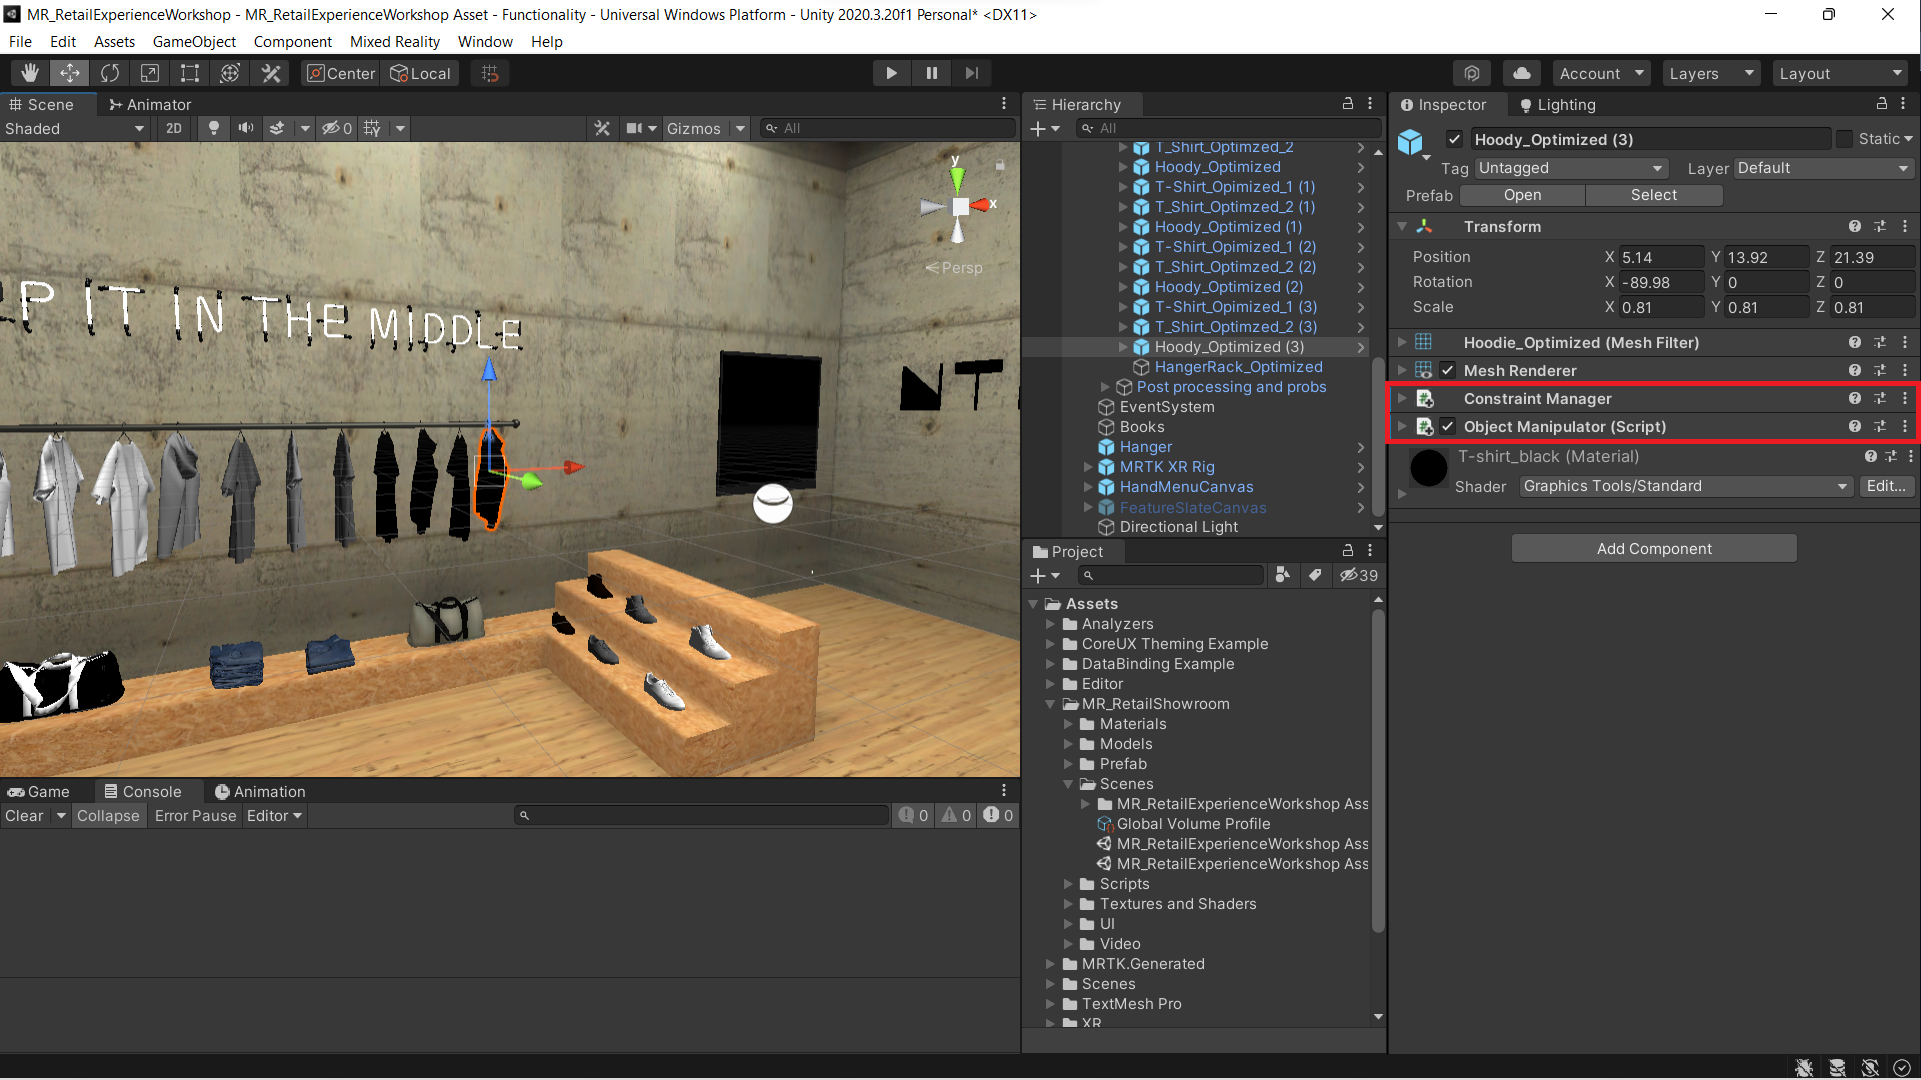 MR_RetailExperienceWorkshop - MR_RetailExperienceWorkshop Asset - Functionality - Universal Windows Platform - Unity 2020.3.20f1 Personal* <DX11>
File Edit Assets GameObject Component Mixed Reality Window Help
Center Local
Account Layers Layout
Scene Animator
Shaded 2D 0 Gizmos All
y
x
Persp
P IT IN THE MIDDLE
Game Console Animation
Clear Collapse Error Pause Editor 0 0 0
Hierarchy
All
T_Shirt_Optimzed_2
Hoody_Optimized
T-Shirt_Opimized_1 (1)
T_Shirt_Optimzed_2 (1)
Hoody_Optimized (1)
T-Shirt_Opimized_1 (2)
T_Shirt_Optimzed_2 (2)
Hoody_Optimized (2)
T-Shirt_Opimized_1 (3)
T_Shirt_Optimzed_2 (3)
Hoody_Optimized (3)
HangerRack_Optimized
Post processing and probs
EventSystem
Books
Hanger
MRTK XR Rig
HandMenuCanvas
FeatureSlateCanvas
Directional Light
Project
39
Assets
Analyzers
CoreUX Theming Example
DataBinding Example
Editor
MR_RetailShowroom
Materials
Models
Prefab
Scenes
MR_RetailExperienceWorkshop Ass
Global Volume Profile
MR_RetailExperienceWorkshop Ass
MR_RetailExperienceWorkshop Ass
Scripts
Textures and Shaders
UI
Video
MRTK.Generated
Scenes
TextMesh Pro
XR
Inspector Lighting
Hoody_Optimized (3) Static
Tag Untagged Layer Default
Prefab Open Select
Transform
Position X 5.14 Y 13.92 Z 21.39
Rotation X -89.98 Y 0 Z 0
Scale X 0.81 Y 0.81 Z 0.81
Hoodie_Optimized (Mesh Filter)
Mesh Renderer
Constraint Manager
Object Manipulator (Script)
T-shirt_black (Material)
Shader Graphics Tools/Standard Edit...
Add Component